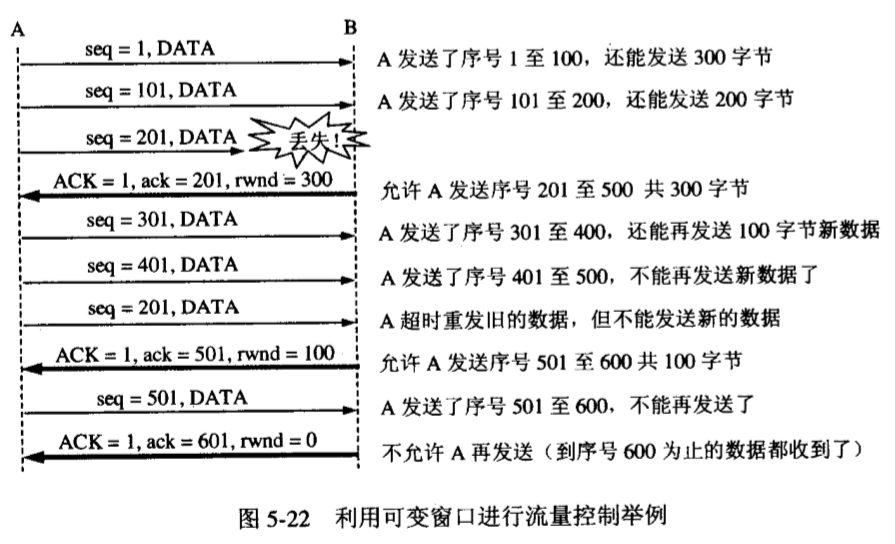 A B
seq = 1, DATA A 发送了序号 1 至 100，还能发送 300 字节
seq = 101, DATA A 发送了序号 101 至 200，还能发送 200 字节
seq = 201, DATA 丢失!
ACK = 1, ack = 201, rwnd = 300 允许 A 发送序号 201 至 500 共 300 字节
seq = 301, DATA A 发送了序号 301 至 400，还能再发送 100 字节新数据
seq = 401, DATA A 发送了序号 401 至 500，不能再发送新数据了
seq = 201, DATA A 超时重发旧的数据，但不能发送新的数据
ACK = 1, ack = 501, rwnd = 100 允许 A 发送序号 501 至 600 共 100 字节
seq = 501, DATA A 发送了序号 501 至 600，不能再发送了
ACK = 1, ack = 601, rwnd = 0 不允许 A 再发送（到序号 600 为止的数据都收到了）
图 5-22 利用可变窗口进行流量控制举例